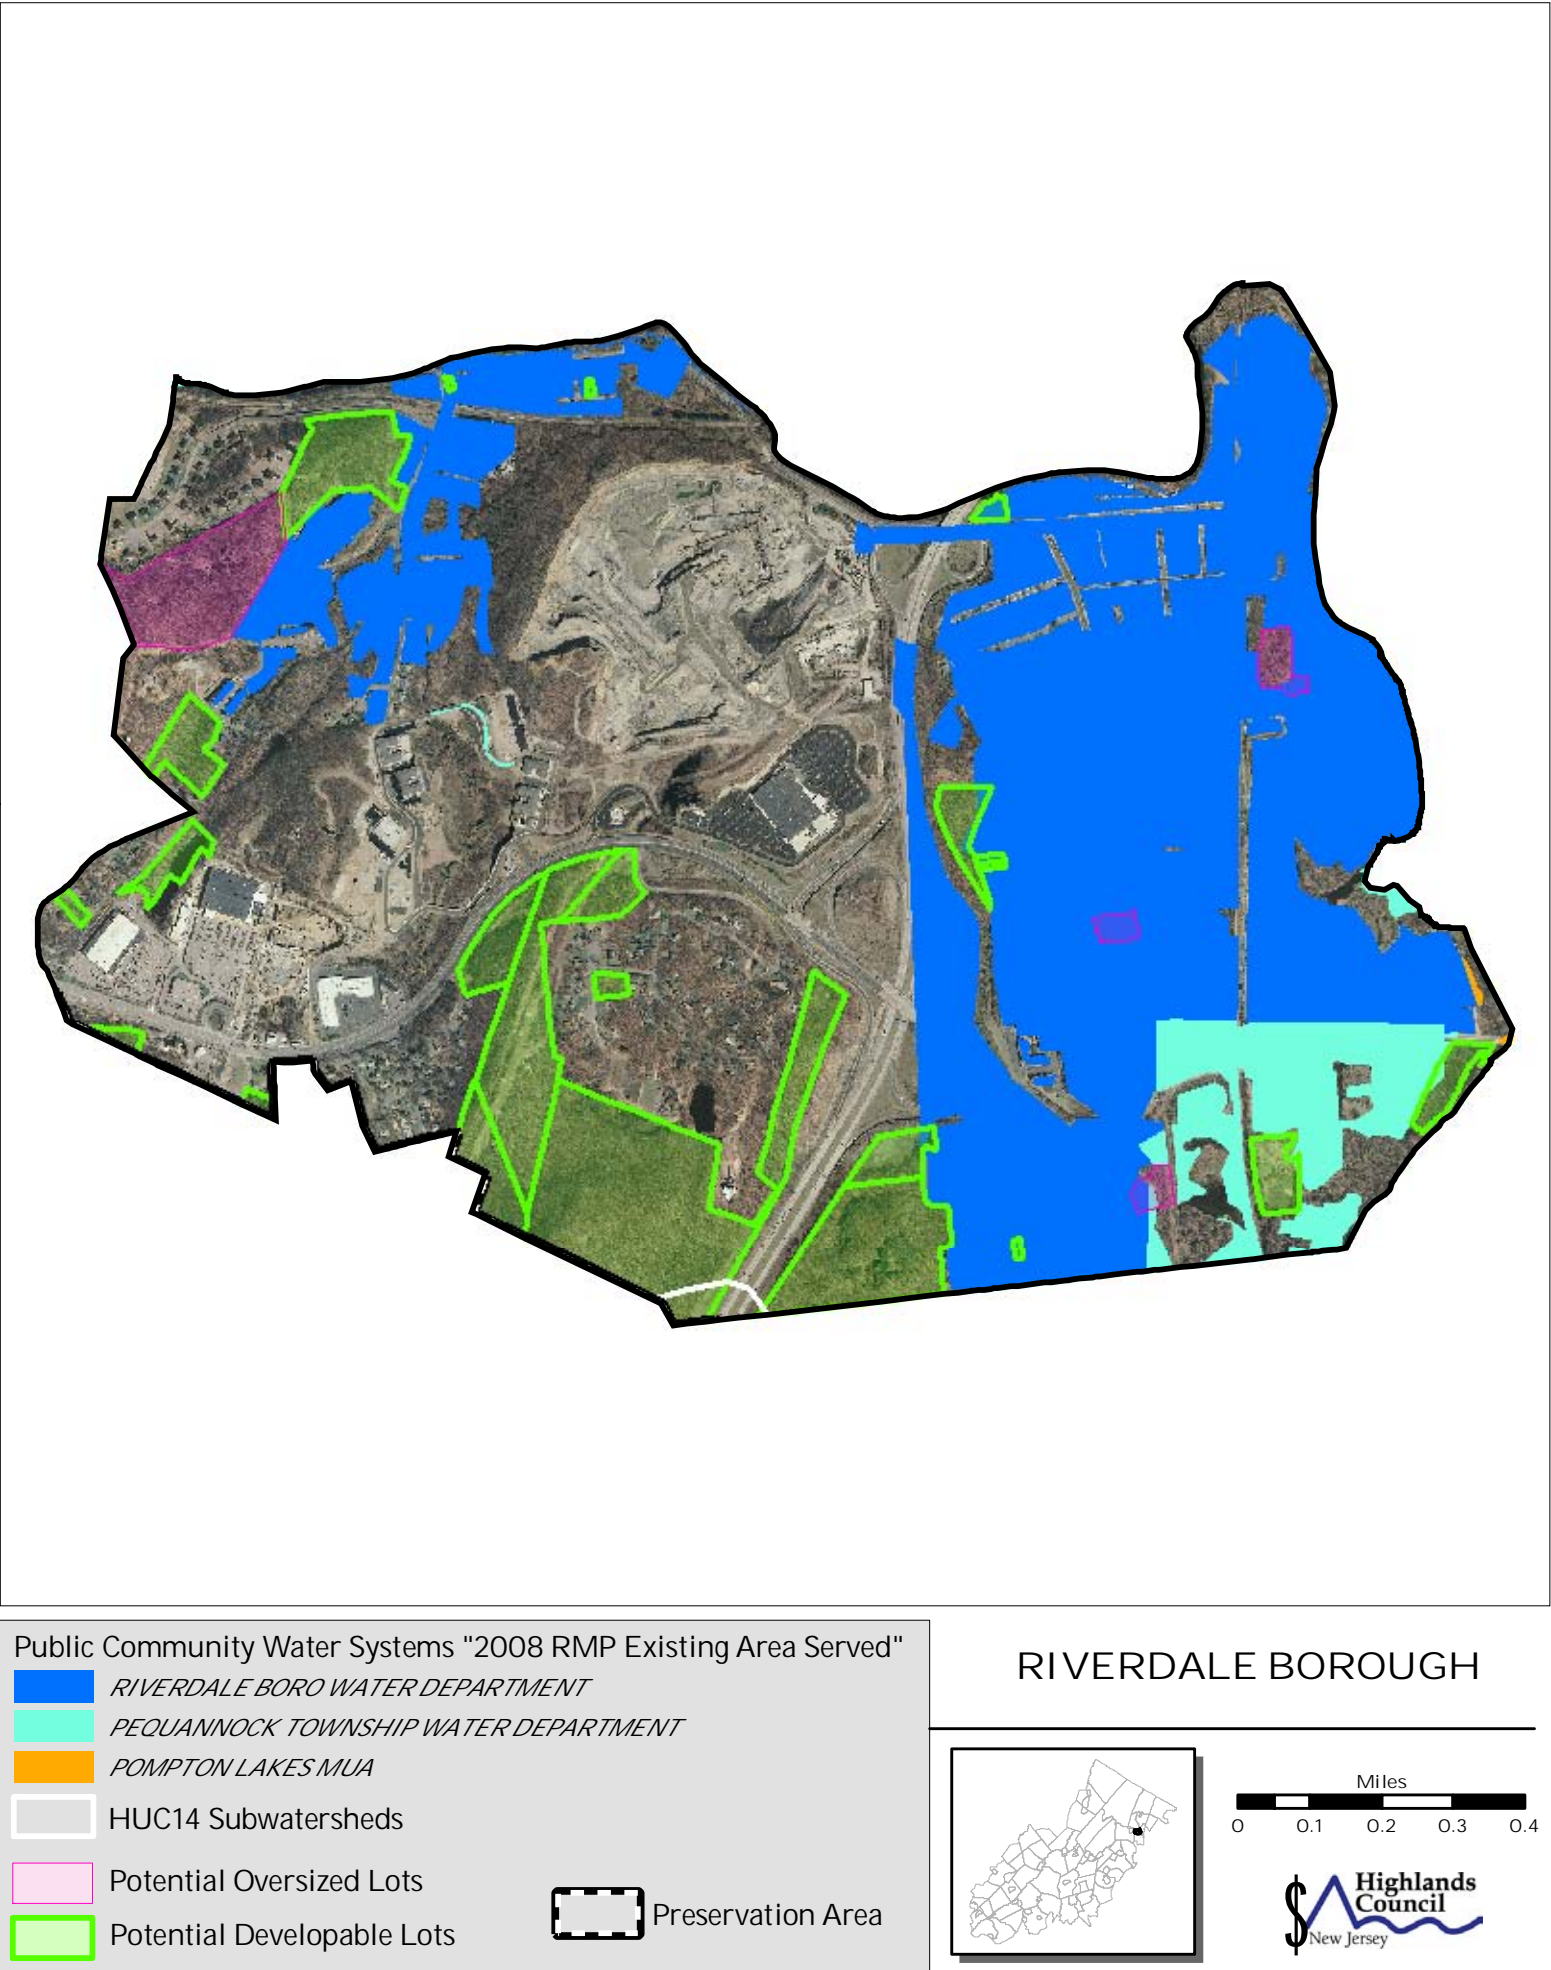 Public Community Water Systems "2008 RMP Existing Area Served"
RIVERDALE BORO WATER DEPARTMENT
PEQUANNOCK TOWNSHIP WATER DEPARTMENT
POMPTON LAKES MUA
HUC14 Subwatersheds
Potential Oversized Lots
Potential Developable Lots
Preservation Area
RIVERDALE BOROUGH
Miles
0 0.1 0.2 0.3 0.4
$
Highlands
Council
New Jersey